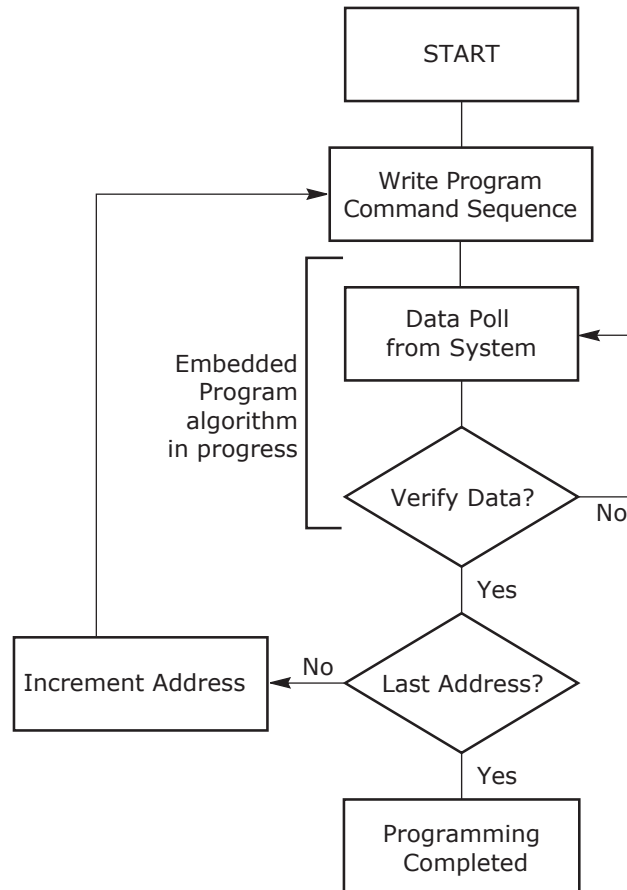 START
Write Program
Command Sequence
Data Poll
from System
Embedded
Program
algorithm
in progress
Verify Data?
No
Yes
No
Increment Address
Last Address?
Yes
Programming
Completed